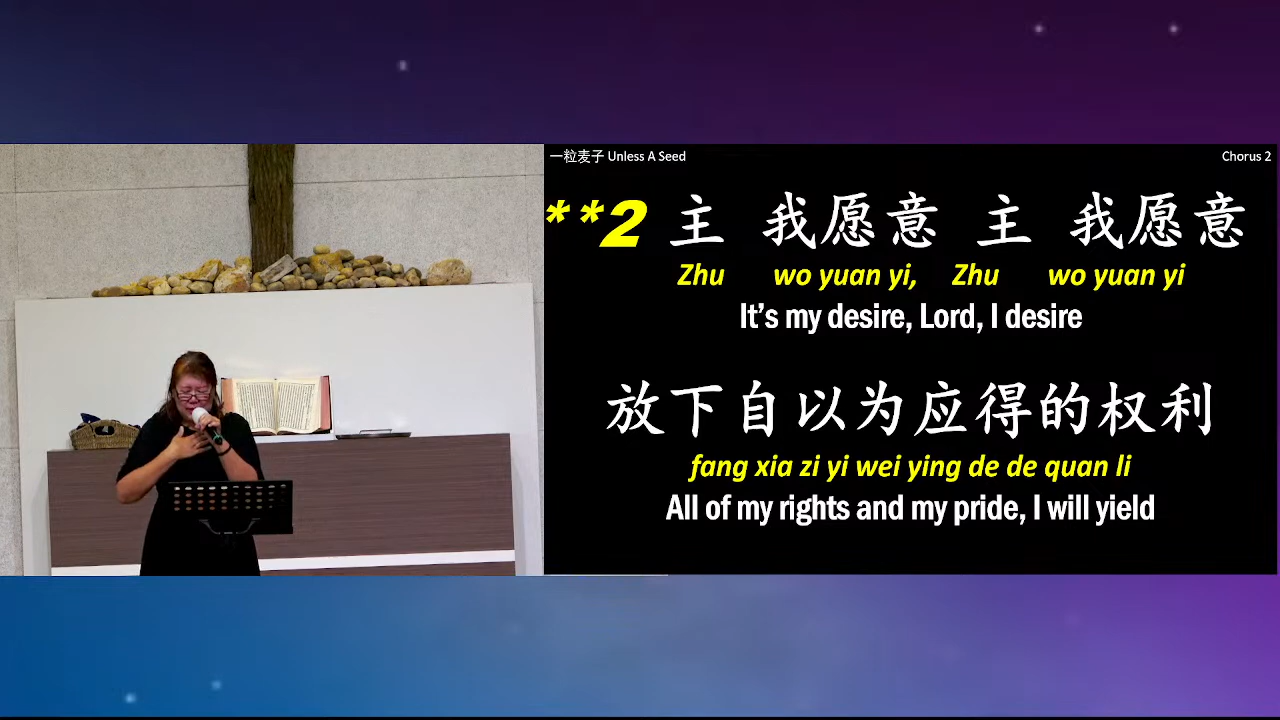 一粒麦子 Unless A Seed
Chorus 2
**2 主 我愿意 主 我愿意
Zhu wo yuan yi, Zhu wo yuan yi
It's my desire, Lord, I desire
放下自以为应得的权利
fang xia zi yi wei ying de de quan li
All of my rights and my pride, I will yield